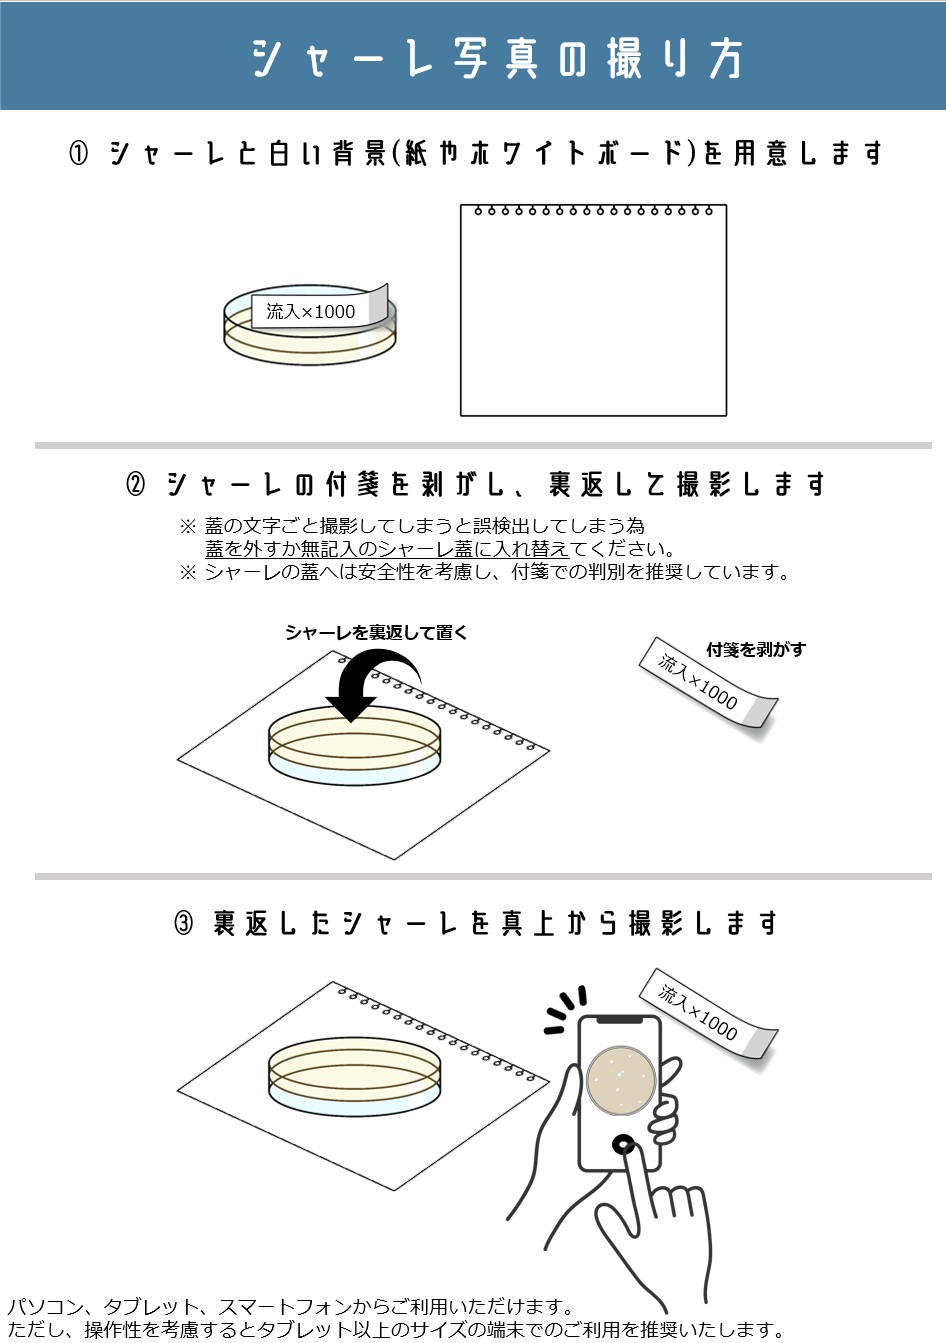 シャーレ写真の撮り方
① シャーレと白い背景(紙やホワイトボード)を用意します
流入×1000
② シャーレの付箋を剥がし、裏返して撮影します
※ 蓋の文字ごと撮影してしまうと誤検出してしまう為
蓋を外すか無記入のシャーレ蓋に入れ替えてください。
※ シャーレの蓋へは安全性を考慮し、付箋での判別を推奨しています。
シャーレを裏返して置く
付箋を剥がす
流入×1000
③ 裏返したシャーレを真上から撮影します
流入×1000
パソコン、タブレット、スマートフォンからご利用いただけます。
ただし、操作性を考慮するとタブレット以上のサイズの端末でのご利用を推奨いたします。